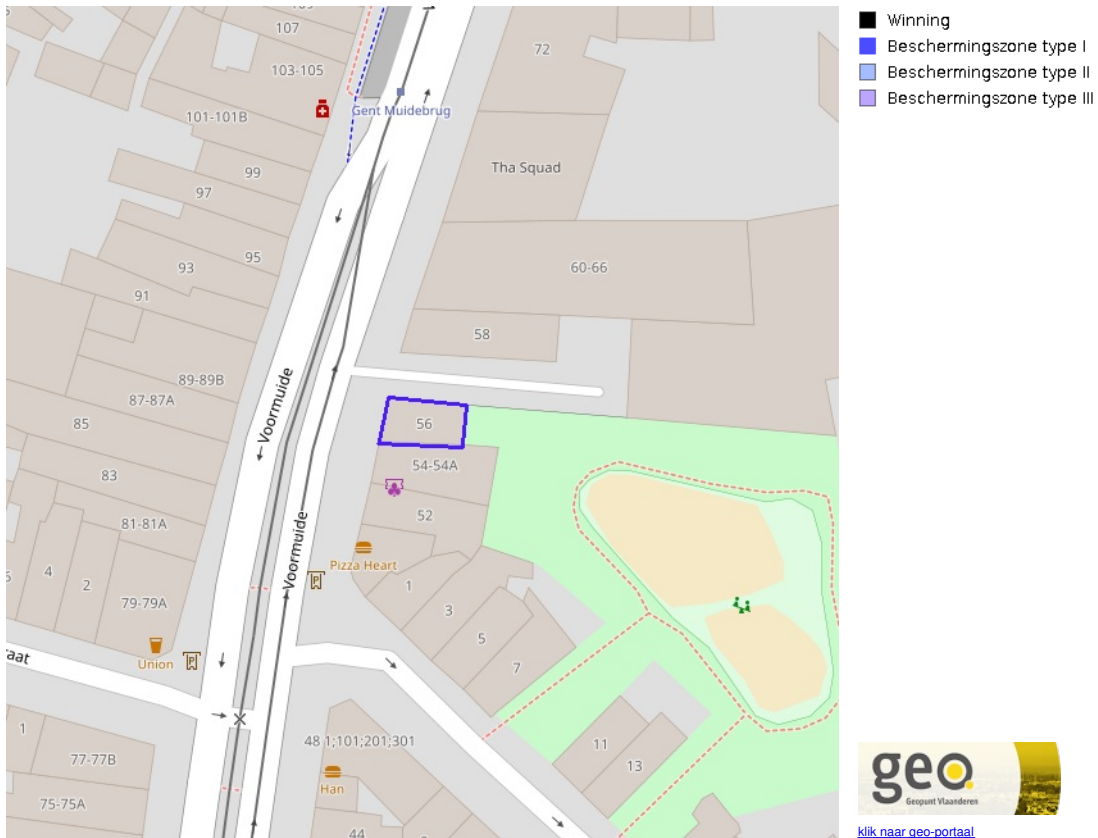 Winning
Beschermingszone type I
Beschermingszone type II
Beschermingszone type III
107
103-105
101-101B
Gent Muidebrug
72
99
97
Tha Squad
95
93
91
60-66
58
89-89B
87-87A
85
Voormuide
56
54-54A
83
52
81-81A
Voormuide
P
Pizza Heart
4
2
1
79-79A
3
5
7
Union
P
aat
1
77-77B
48 1;101;201;301
11
13
Han
75-75A
44
geo
Geopunt Vlaanderen
klik naar geo-portaal